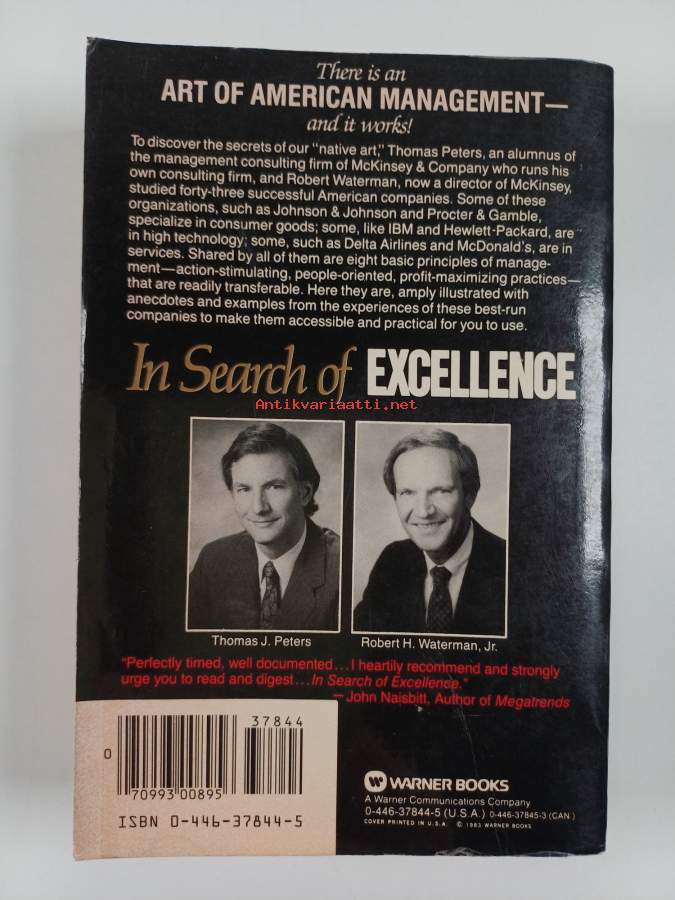 There is an
ART OF AMERICAN MANAGEMENT—
and it works!
To discover the secrets of our "native art," Thomas Peters, an alumnus of
the management consulting firm of McKinsey & Company who runs his
own consulting firm, and Robert Waterman, now a director of McKinsey,
studied forty-three successful American companies. Some of these
organizations, such as Johnson & Johnson and Procter & Gamble,
specialize in consumer goods; some, like IBM and Hewlett-Packard, are
in high technology; some, such as Delta Airlines and McDonald's, are in
services. Shared by all of them are eight basic principles of manage-
ment—action-stimulating, people-oriented, profit-maximizing practices—
that are readily transferable. Here they are, amply illustrated with
anecdotes and examples from the experiences of these best-run
companies to make them accessible and practical for you to use.
In Search of EXCELLENCE
Antikvariaatti.net
Thomas J. Peters
Robert H. Waterman, Jr.
"Perfectly timed, well documented...I heartily recommend and strongly
urge you to read and digest...In Search of Excellence."
— John Naisbitt, Author of Megatrends
37844
0
70993 00895
ISBN 0-446-37844-5
W WARNER BOOKS
A Warner Communications Company
0-446-37844-5 (U.S.A.) 0-446-37845-3 (CAN.)
COVER PRINTED IN U.S.A. © 1983 WARNER BOOKS